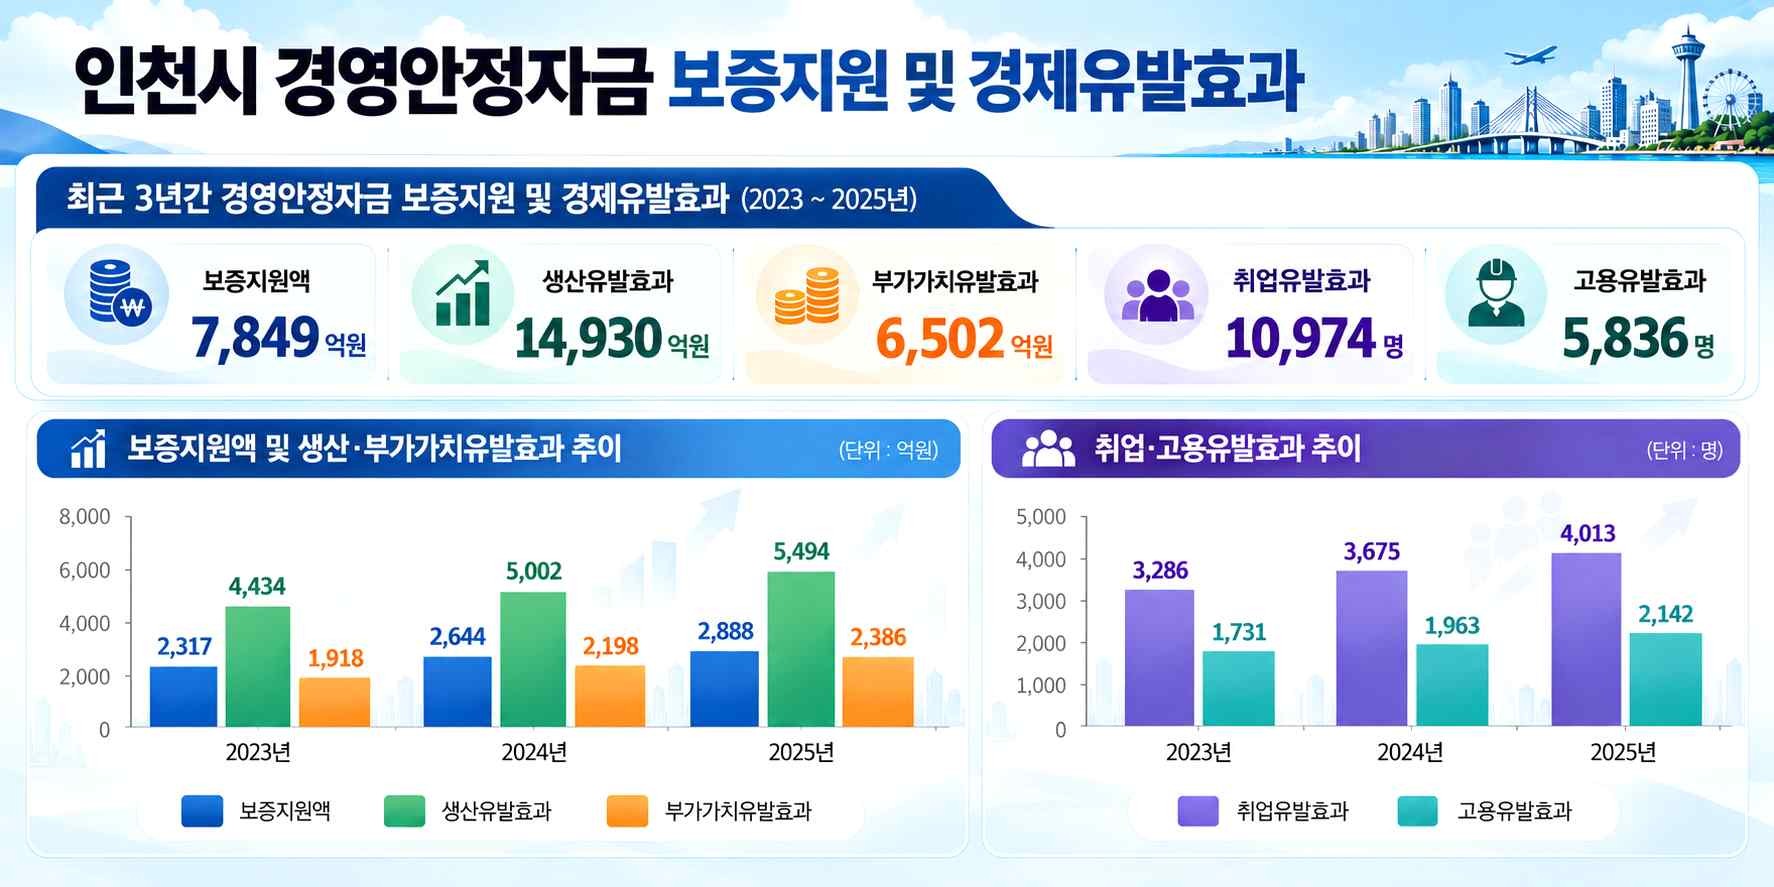 인천시 경영안정자금 보증지원 및 경제유발효과
최근 3년간 경영안정자금 보증지원 및 경제유발효과 (2023 ~ 2025년)
보증지원액
7,849 억원
생산유발효과
14,930 억원
부가가치유발효과
6,502 억원
취업유발효과
10,974 명
고용유발효과
5,836 명
보증지원액 및 생산·부가가치유발효과 추이 (단위 : 억원)
8,000
6,000
4,000
2,000
0
2,317
4,434
1,918
2,644
5,002
2,198
2,888
5,494
2,386
2023년
2024년
2025년
보증지원액
생산유발효과
부가가치유발효과
취업·고용유발효과 추이 (단위 : 명)
5,000
4,000
3,000
2,000
1,000
0
3,286
1,731
3,675
1,963
4,013
2,142
2023년
2024년
2025년
취업유발효과
고용유발효과